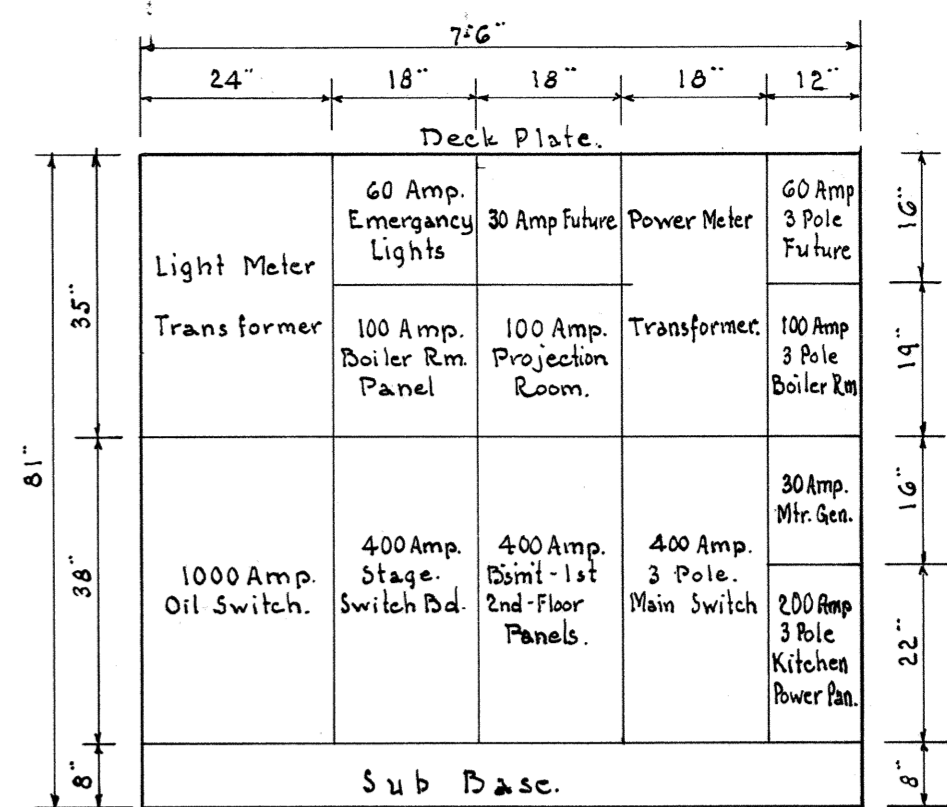 7'-6"
24" 18" 18" 18" 12"
Deck Plate.
81"
35"
38"
8"
Light Meter
Transformer
60 Amp.
Emergancy
Lights
30 Amp Future
Power Meter
Transformer.
60 Amp
3 Pole
Future
100 Amp.
Boiler Rm.
Panel
100 Amp.
Projection
Room.
100 Amp
3 Pole
Boiler Rm
1000 Amp.
Oil Switch.
400 Amp.
Stage.
Switch Bd.
400 Amp.
Bsmt-1st
2nd-Floor
Panels.
400 Amp.
3 Pole.
Main Switch
30 Amp.
Mtr. Gen.
200 Amp
3 Pole
Kitchen
Power Pan.
16"
19"
16"
22"
8"
Sub Base.